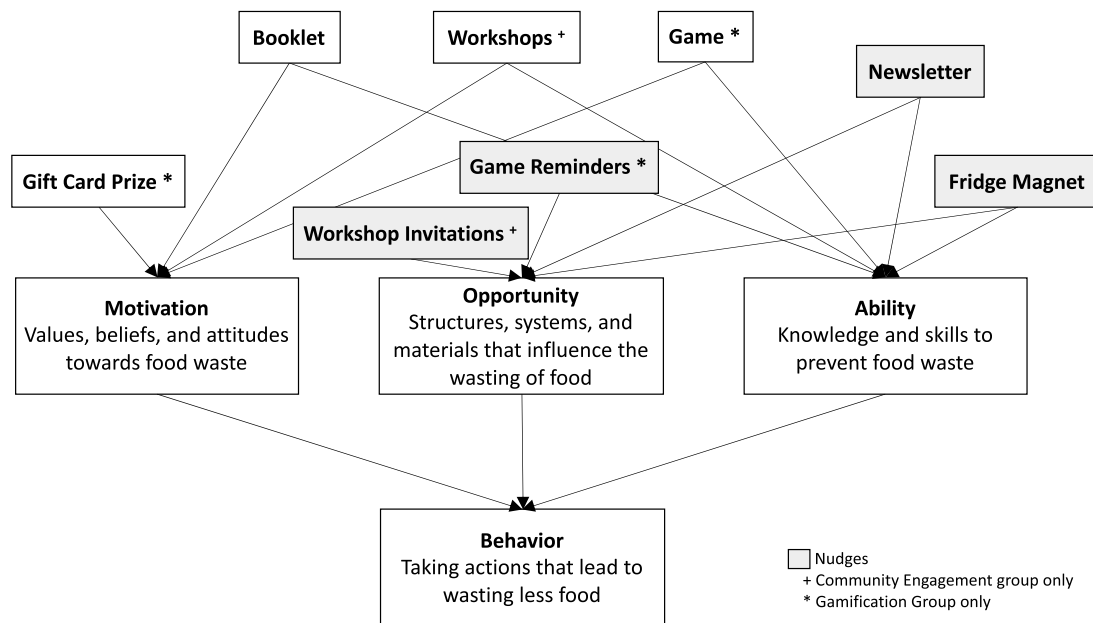 Booklet
Workshops +
Game *
Newsletter
Game Reminders *
Gift Card Prize *
Fridge Magnet
Workshop Invitations +
Motivation
Values, beliefs, and attitudes
towards food waste
Opportunity
Structures, systems, and
materials that influence the
wasting of food
Ability
Knowledge and skills to
prevent food waste
Behavior
Taking actions that lead to
wasting less food
Nudges
+ Community Engagement group only
* Gamification Group only